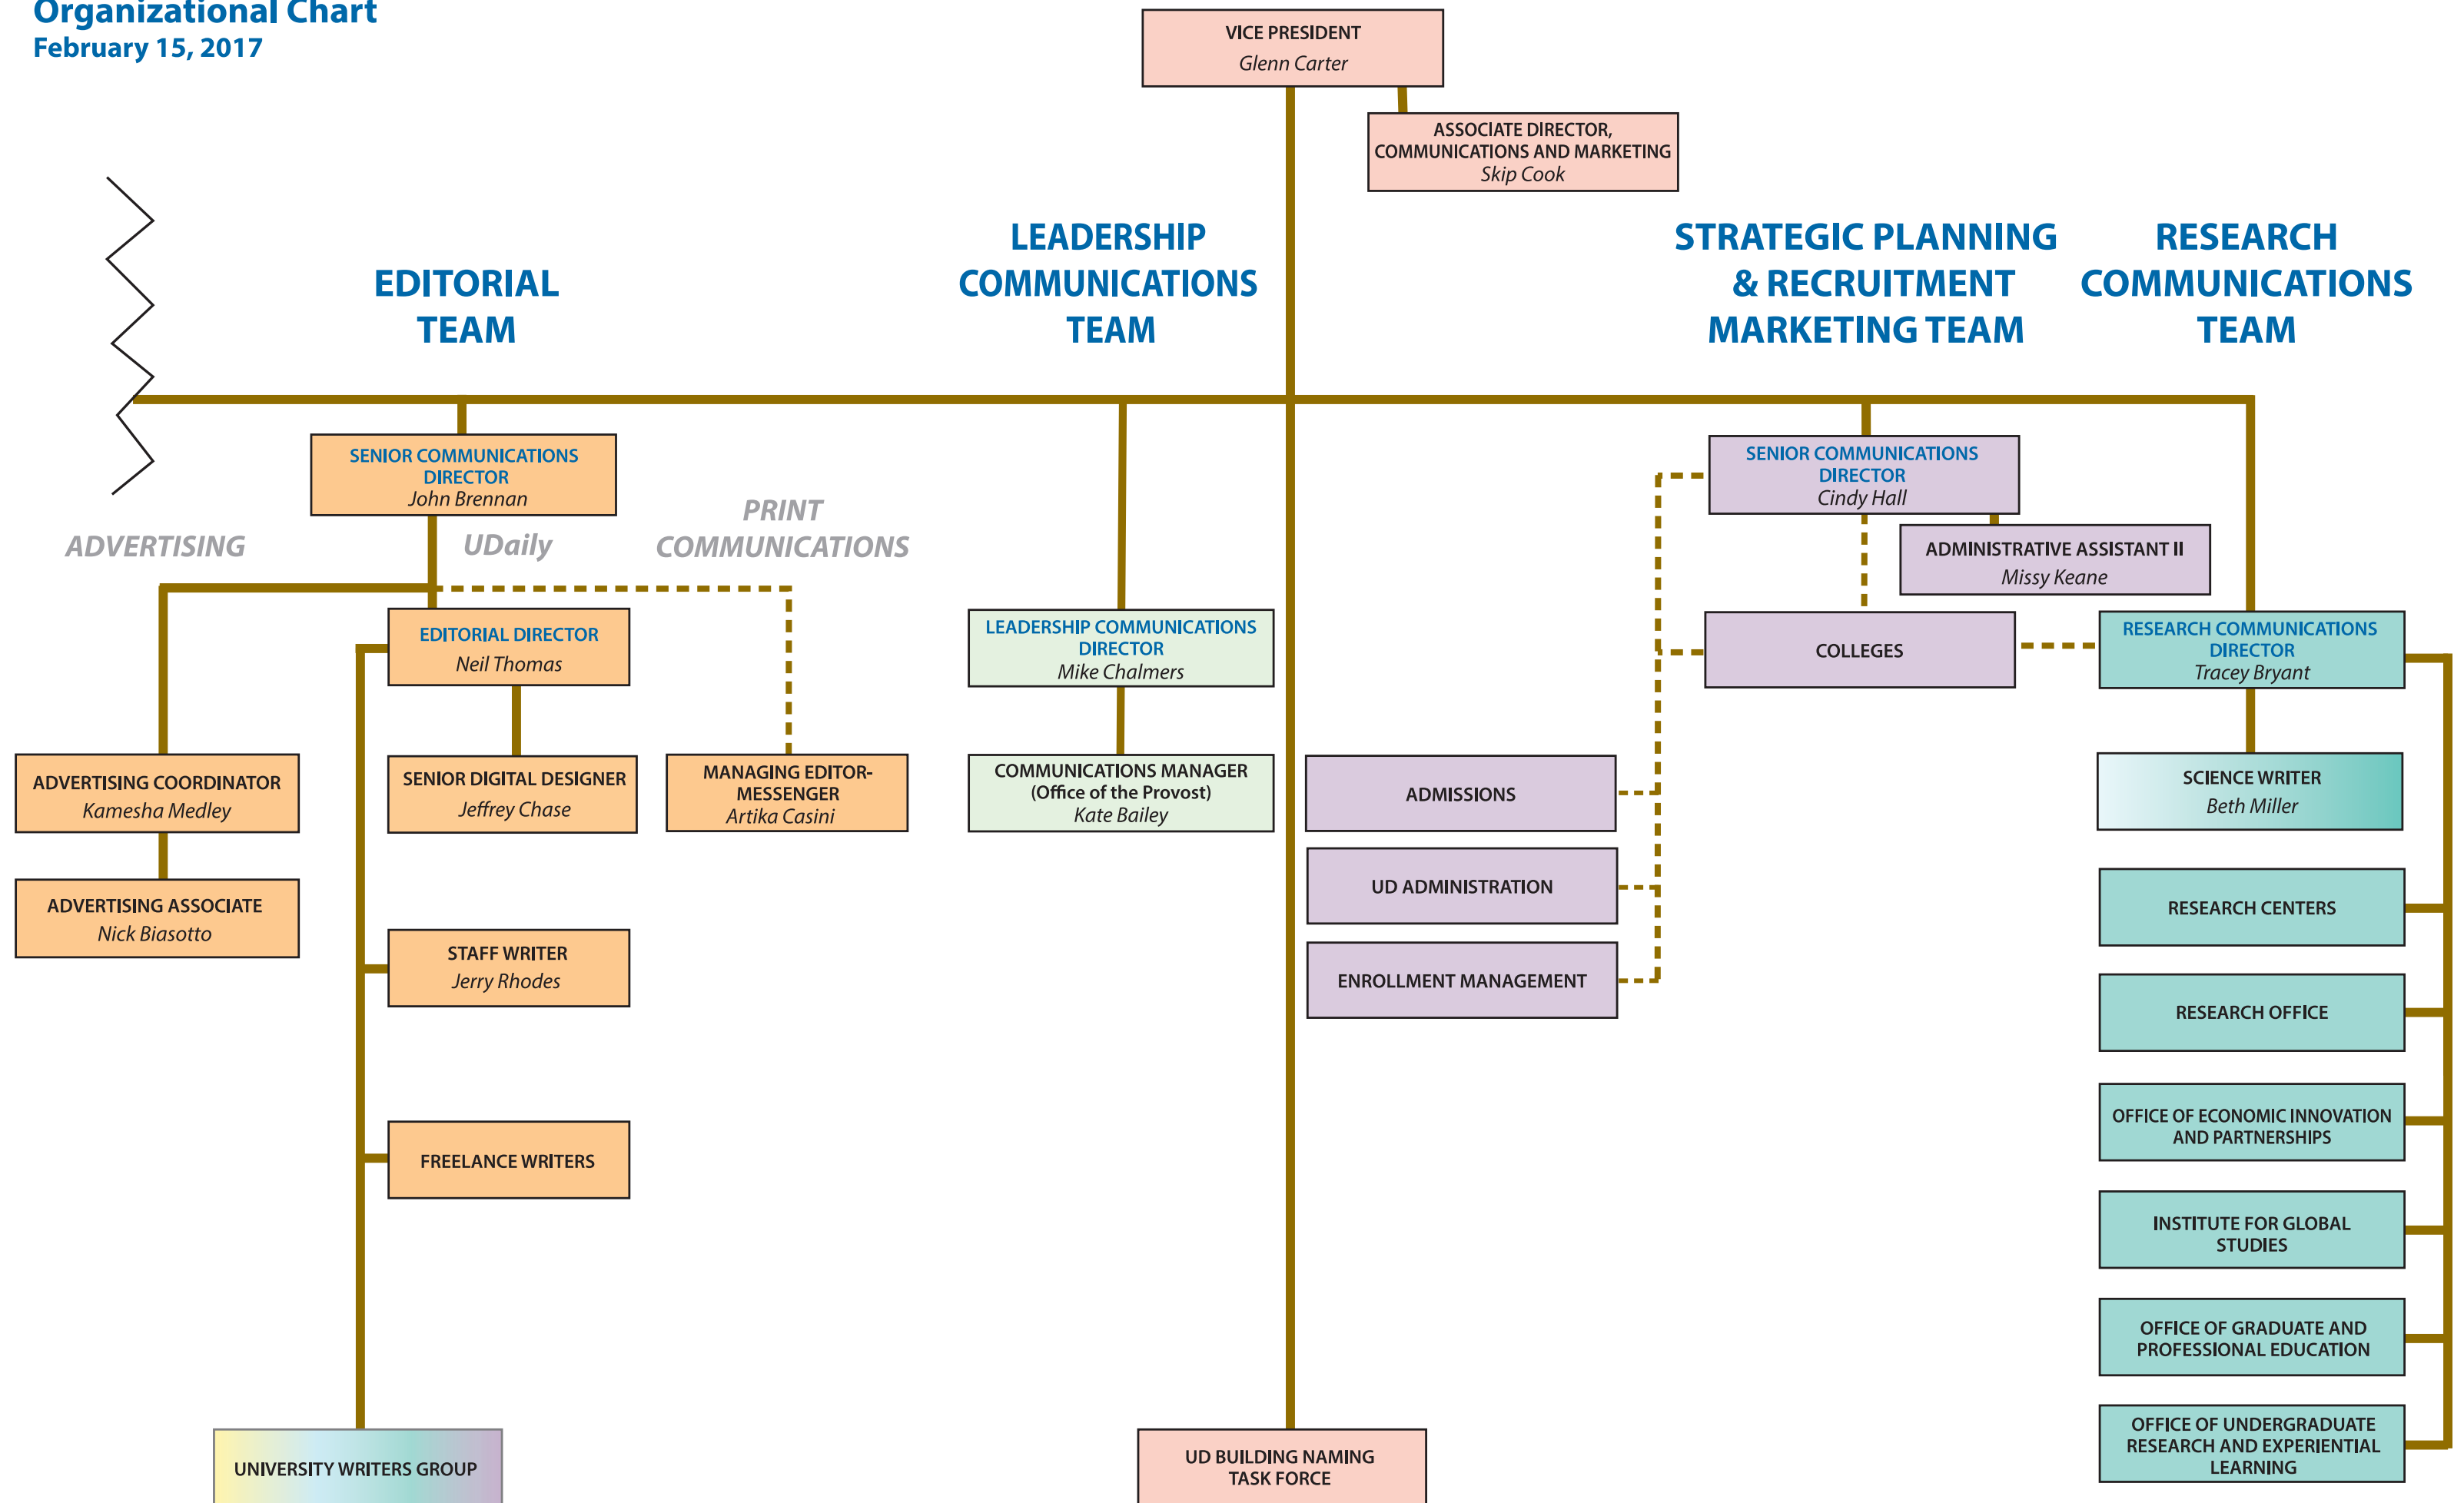 Organizational Chart
February 15, 2017
VICE PRESIDENT
Glenn Carter
ASSOCIATE DIRECTOR,
COMMUNICATIONS AND MARKETING
Skip Cook
EDITORIAL
TEAM
LEADERSHIP
COMMUNICATIONS
TEAM
STRATEGIC PLANNING
& RECRUITMENT
MARKETING TEAM
RESEARCH
COMMUNICATIONS
TEAM
SENIOR COMMUNICATIONS
DIRECTOR
John Brennan
SENIOR COMMUNICATIONS
DIRECTOR
Cindy Hall
ADVERTISING
UDaily
PRINT
COMMUNICATIONS
ADMINISTRATIVE ASSISTANT II
Missy Keane
EDITORIAL DIRECTOR
Neil Thomas
LEADERSHIP COMMUNICATIONS
DIRECTOR
Mike Chalmers
COLLEGES
RESEARCH COMMUNICATIONS
DIRECTOR
Tracey Bryant
ADVERTISING COORDINATOR
Kamesha Medley
SENIOR DIGITAL DESIGNER
Jeffrey Chase
MANAGING EDITOR-
MESSENGER
Artika Casini
COMMUNICATIONS MANAGER
(Office of the Provost)
Kate Bailey
ADMISSIONS
SCIENCE WRITER
Beth Miller
ADVERTISING ASSOCIATE
Nick Biasotto
UD ADMINISTRATION
RESEARCH CENTERS
STAFF WRITER
Jerry Rhodes
ENROLLMENT MANAGEMENT
RESEARCH OFFICE
FREELANCE WRITERS
OFFICE OF ECONOMIC INNOVATION
AND PARTNERSHIPS
INSTITUTE FOR GLOBAL
STUDIES
OFFICE OF GRADUATE AND
PROFESSIONAL EDUCATION
UNIVERSITY WRITERS GROUP
UD BUILDING NAMING
TASK FORCE
OFFICE OF UNDERGRADUATE
RESEARCH AND EXPERIENTIAL
LEARNING